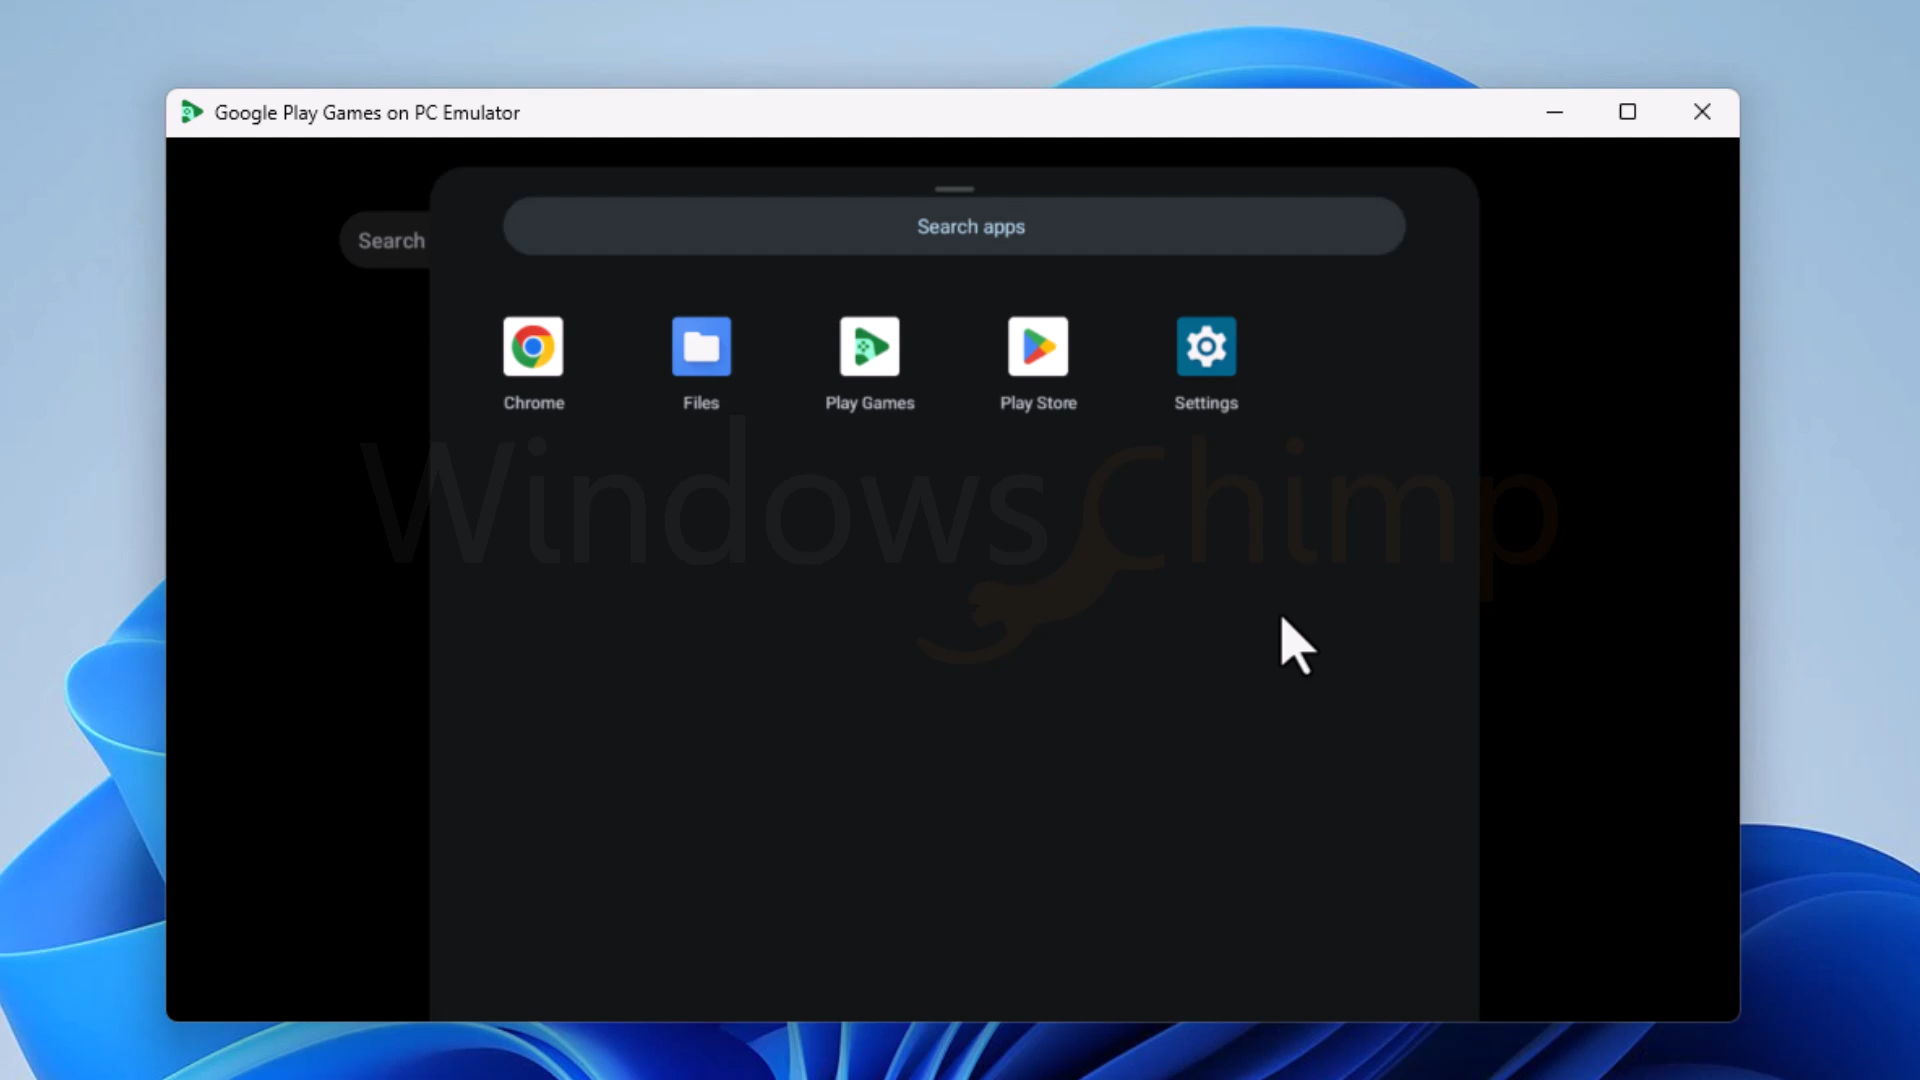 Google Play Games on PC Emulator
Search apps
Search
Chrome
Files
Play Games
Play Store
Settings
WindowsChimp